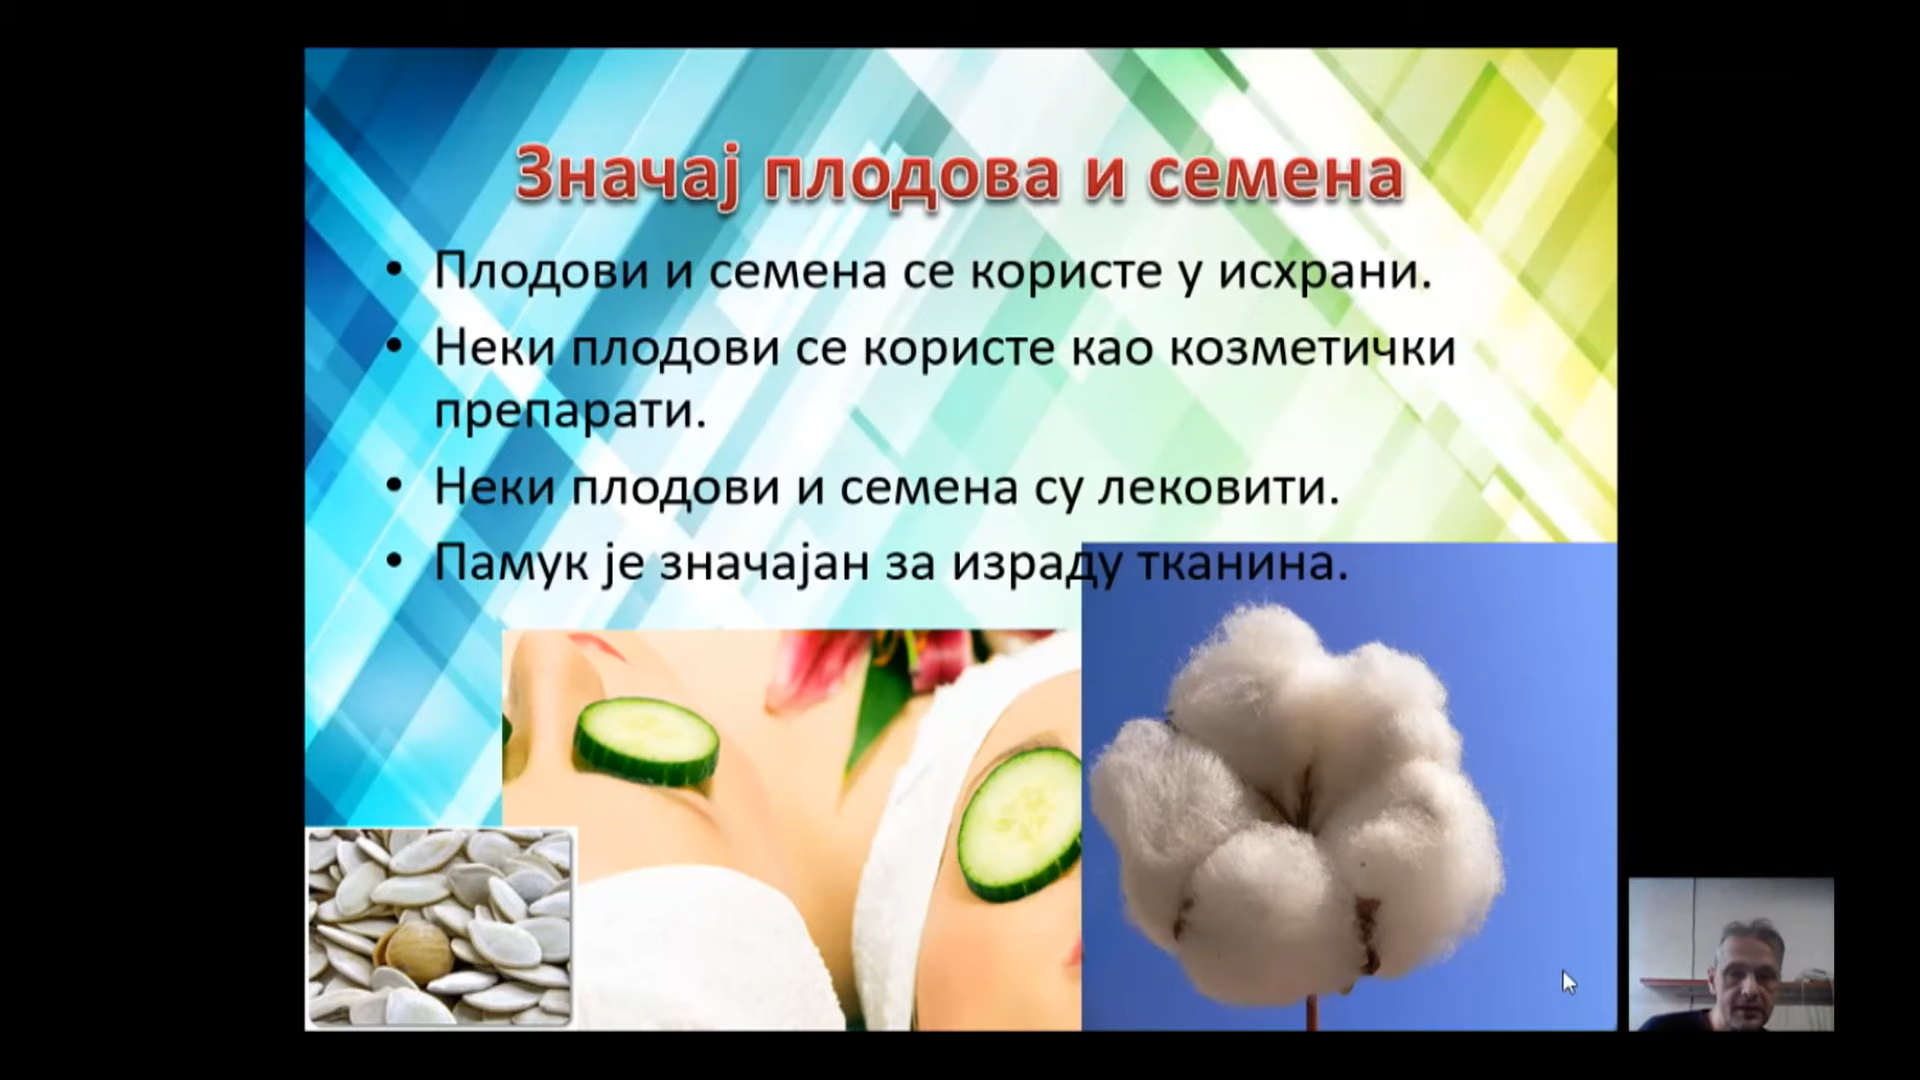 Значај плодова и семена
• Плодови и семена се користе у исхрани.
• Неки плодови се користе као козметички
препарати.
• Неки плодови и семена су лековити.
• Памук је значајан за израду тканина.